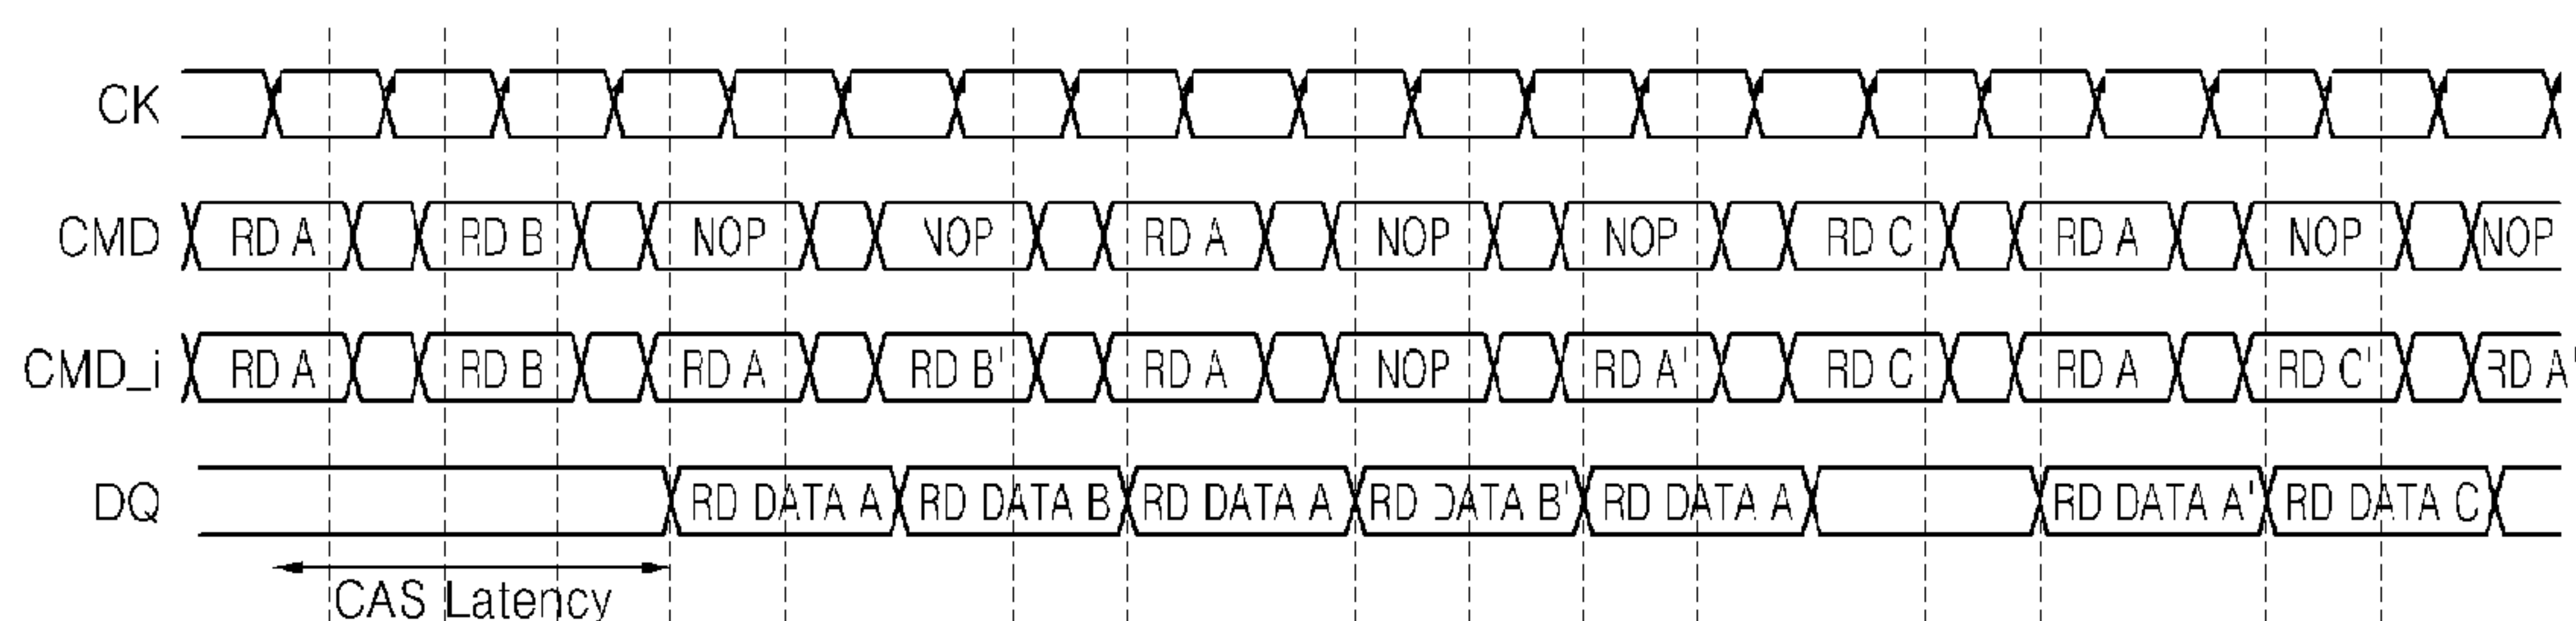 CK
CMD RD A RD B NOP NOP RD A NOP NOP RD C RD A NOP NOP
CMD_i RD A RD B RD A RD B' RD A NOP RD A' RD C RD A RD C' RD A'
DQ RD DATA A RD DATA B RD DATA A RD DATA B' RD DATA A RD DATA A' RD DATA C
CAS Latency